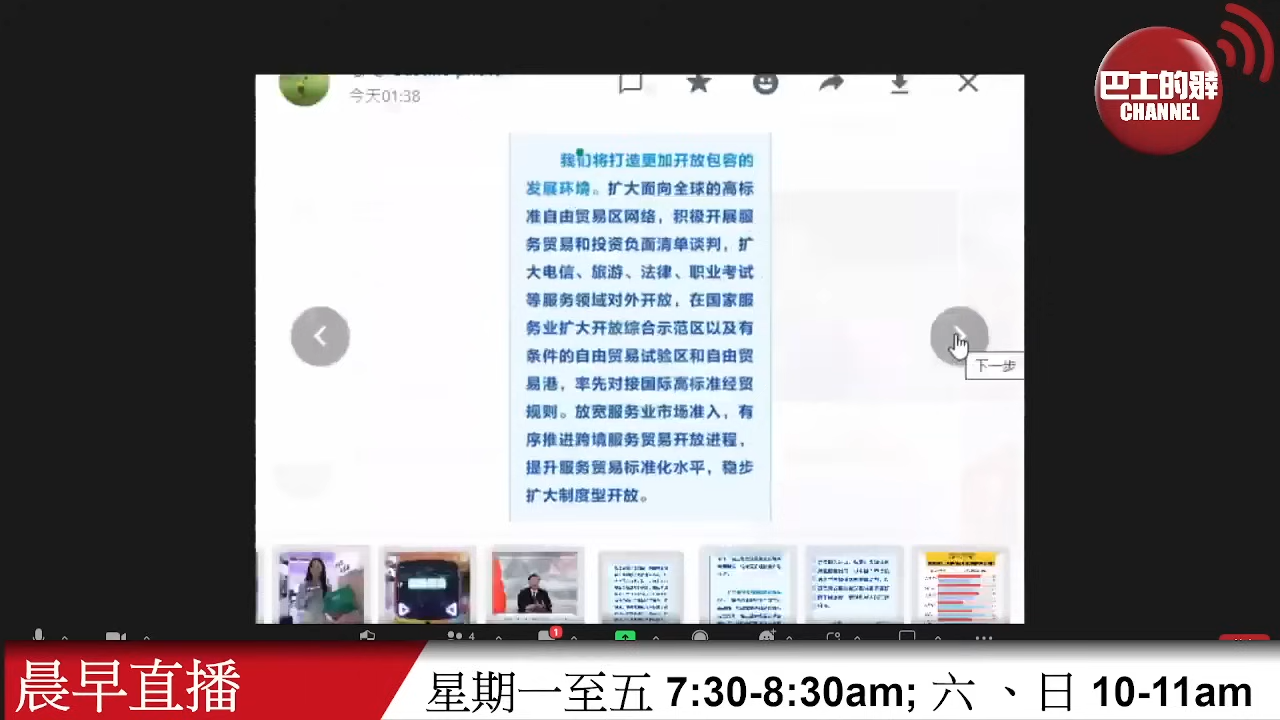 今天01:38
巴士的報
CHANNEL
我们将打造更加开放包容的
发展环境。扩大面向全球的高标
准自由贸易区网络，积极开展服
务贸易和投资负面清单谈判，扩
大电信、旅游、法律、职业考试
等服务领域对外开放，在国家服
务业扩大开放综合示范区以及有
条件的自由贸易试验区和自由贸
易港，率先对接国际高标准经贸
规则。放宽服务业市场准入，有
序推进跨境服务贸易开放进程，
提升服务贸易标准化水平，稳步
扩大制度型开放。
下一步
4
1
晨早直播
星期一至五 7:30-8:30am; 六 、日 10-11am